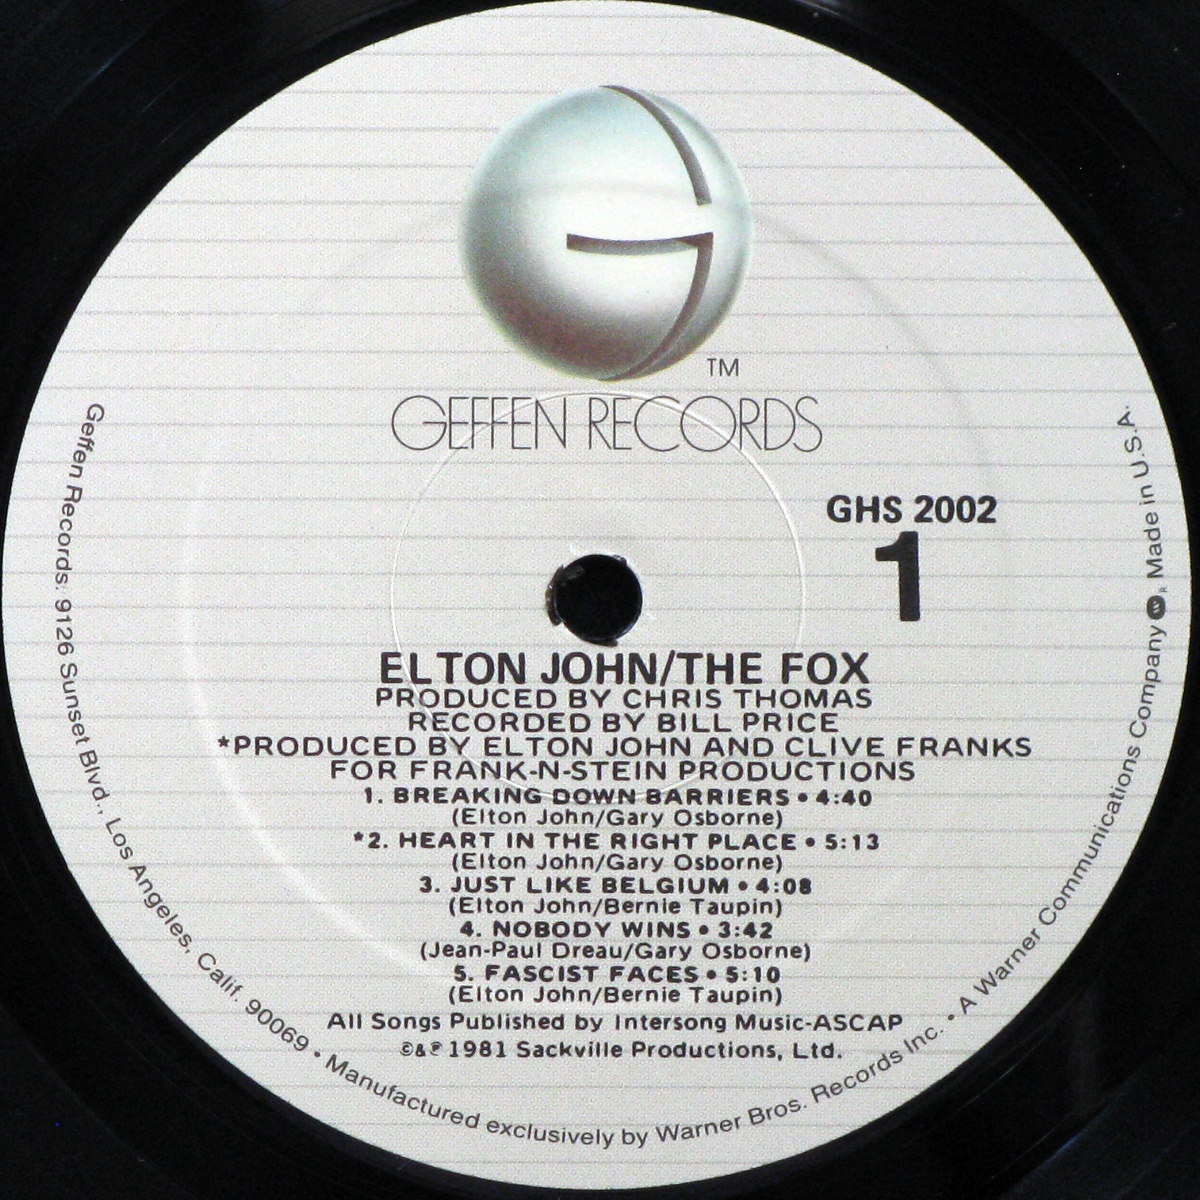 TM
GEFFEN RECORDS
GHS 2002
1
ELTON JOHN/THE FOX
PRODUCED BY CHRIS THOMAS
RECORDED BY BILL PRICE
*PRODUCED BY ELTON JOHN AND CLIVE FRANKS
FOR FRANK-N-STEIN PRODUCTIONS
1. BREAKING DOWN BARRIERS • 4:40
(Elton John/Gary Osborne)
*2. HEART IN THE RIGHT PLACE • 5:13
(Elton John/Gary Osborne)
3. JUST LIKE BELGIUM • 4:08
(Elton John/Bernie Taupin)
4. NOBODY WINS • 3:42
(Jean-Paul Dreau/Gary Osborne)
5. FASCIST FACES • 5:10
(Elton John/Bernie Taupin)
All Songs Published by Intersong Music-ASCAP
©&℗ 1981 Sackville Productions, Ltd.
Geffen Records: 9126 Sunset Blvd., Los Angeles, Calif. 90069 • Manufactured exclusively by Warner Bros. Records Inc. • A Warner Communications Company ® Made in U.S.A.